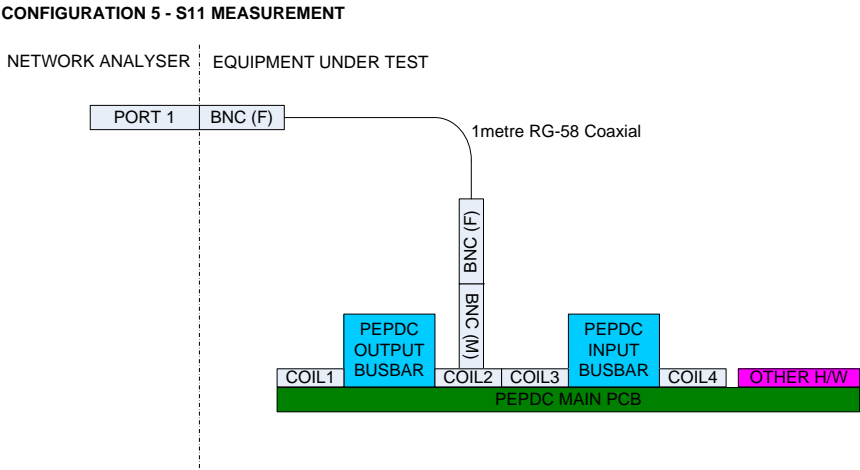 CONFIGURATION 5 - S11 MEASUREMENT
NETWORK ANALYSER
EQUIPMENT UNDER TEST
PORT 1
BNC (F)
1metre RG-58 Coaxial
BNC (F)
BNC (M)
PEPDC
OUTPUT
BUSBAR
PEPDC
INPUT
BUSBAR
COIL1
COIL2
COIL3
COIL4
OTHER H/W
PEPDC MAIN PCB